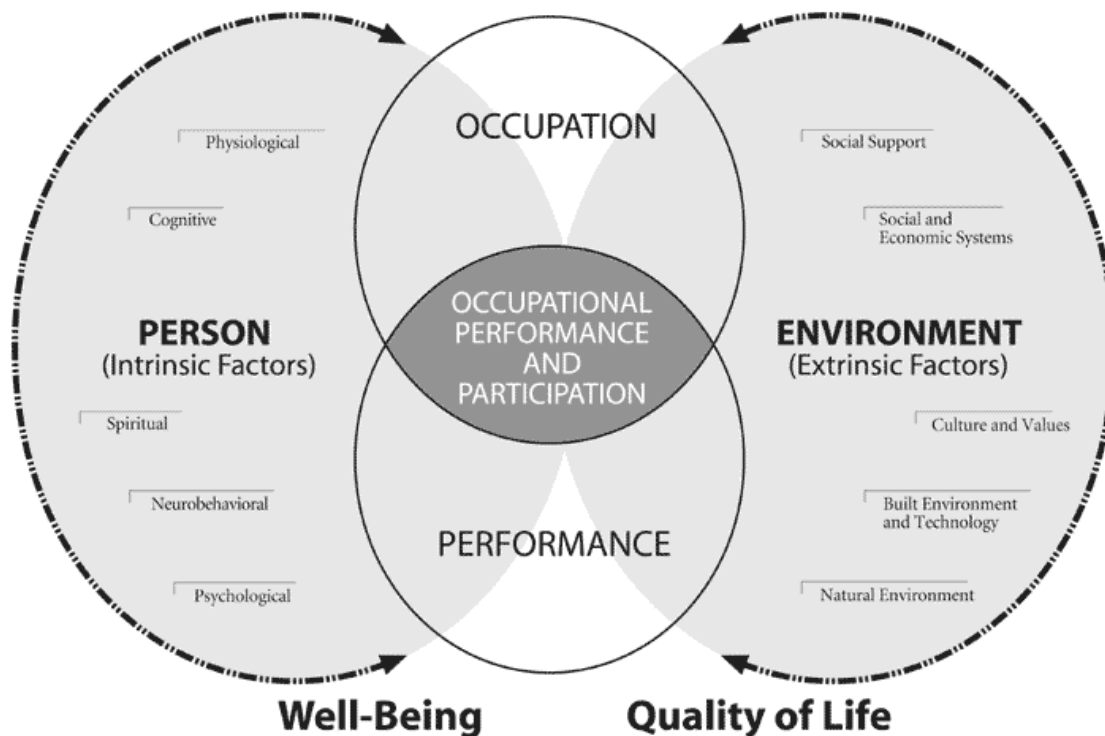 OCCUPATION
Physiological
Cognitive
PERSON
(Intrinsic Factors)
Spiritual
Neurobehavioral
Psychological
OCCUPATIONAL
PERFORMANCE
AND
PARTICIPATION
PERFORMANCE
Social Support
Social and
Economic Systems
ENVIRONMENT
(Extrinsic Factors)
Culture and Values
Built Environment
and Technology
Natural Environment
Well-Being
Quality of Life